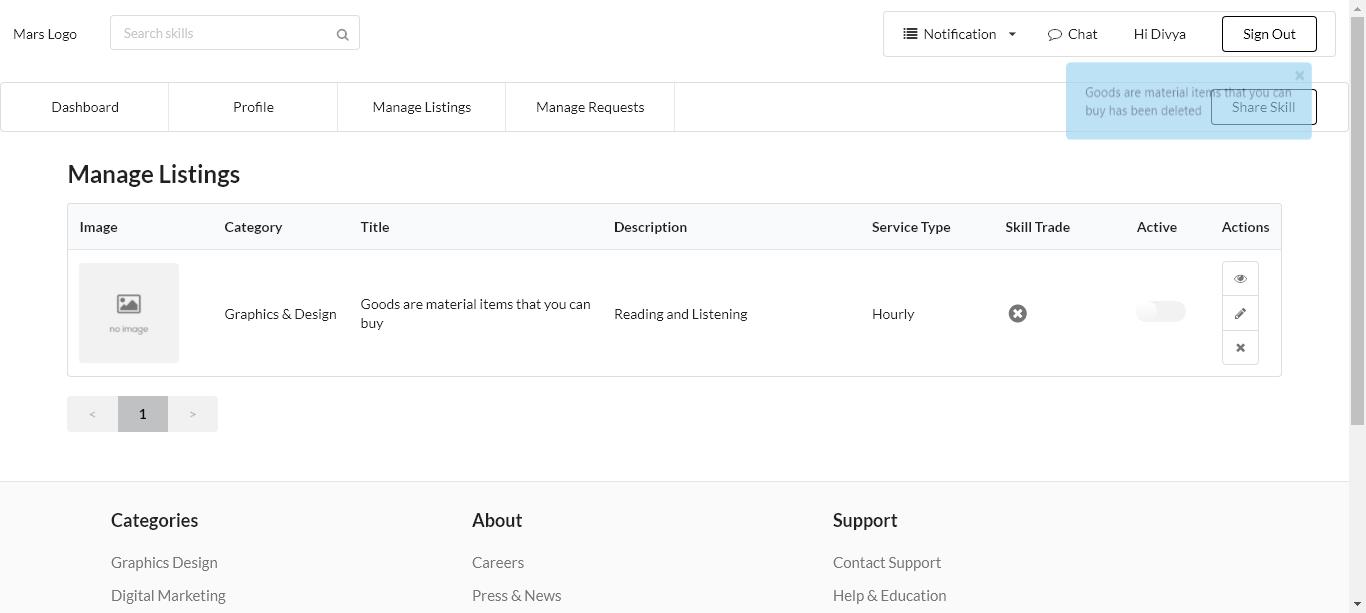 Mars Logo
Search skills
Notification
Chat
Hi Divya
Sign Out
Goods are material items that you can
buy has been deleted
Dashboard
Profile
Manage Listings
Manage Requests
Share Skill
Manage Listings
Image Category Title Description Service Type Skill Trade Active Actions
no image
Graphics & Design
Goods are material items that you can
buy
Reading and Listening
Hourly
< 1 >
Categories About Support
Graphics Design Careers Contact Support
Digital Marketing Press & News Help & Education